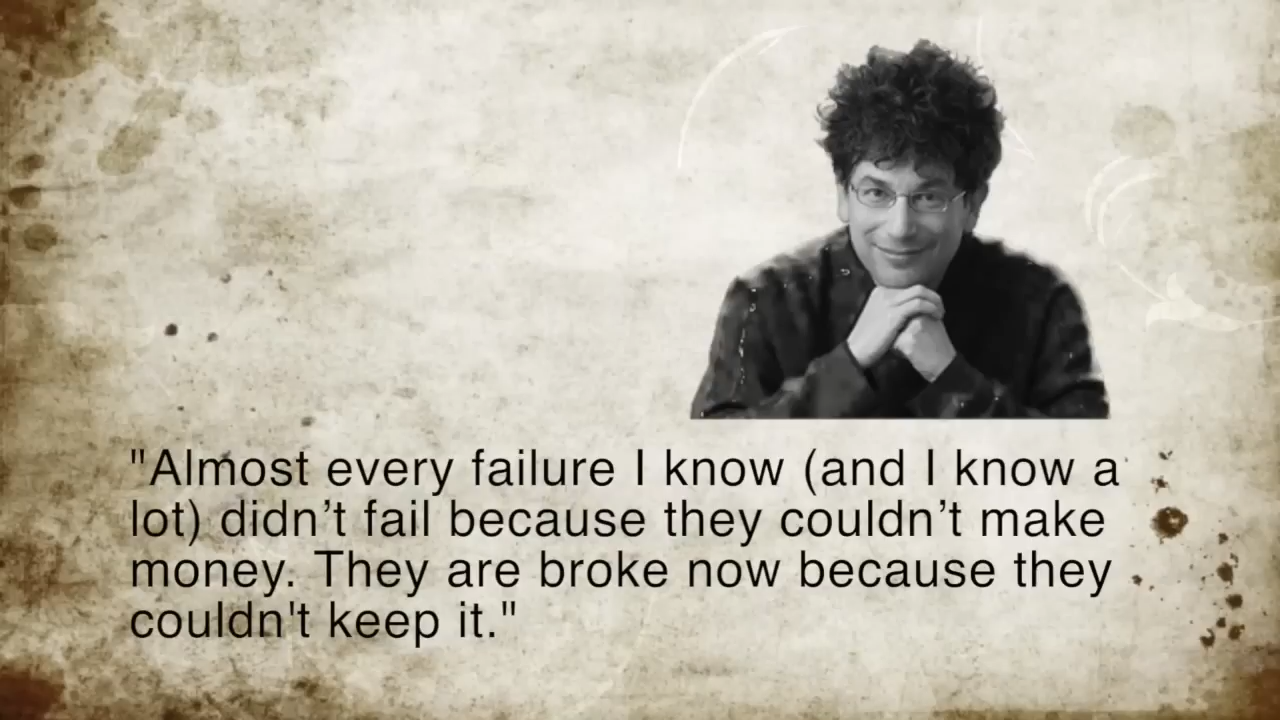 "Almost every failure I know (and I know a
lot) didn’t fail because they couldn’t make
money. They are broke now because they
couldn't keep it."